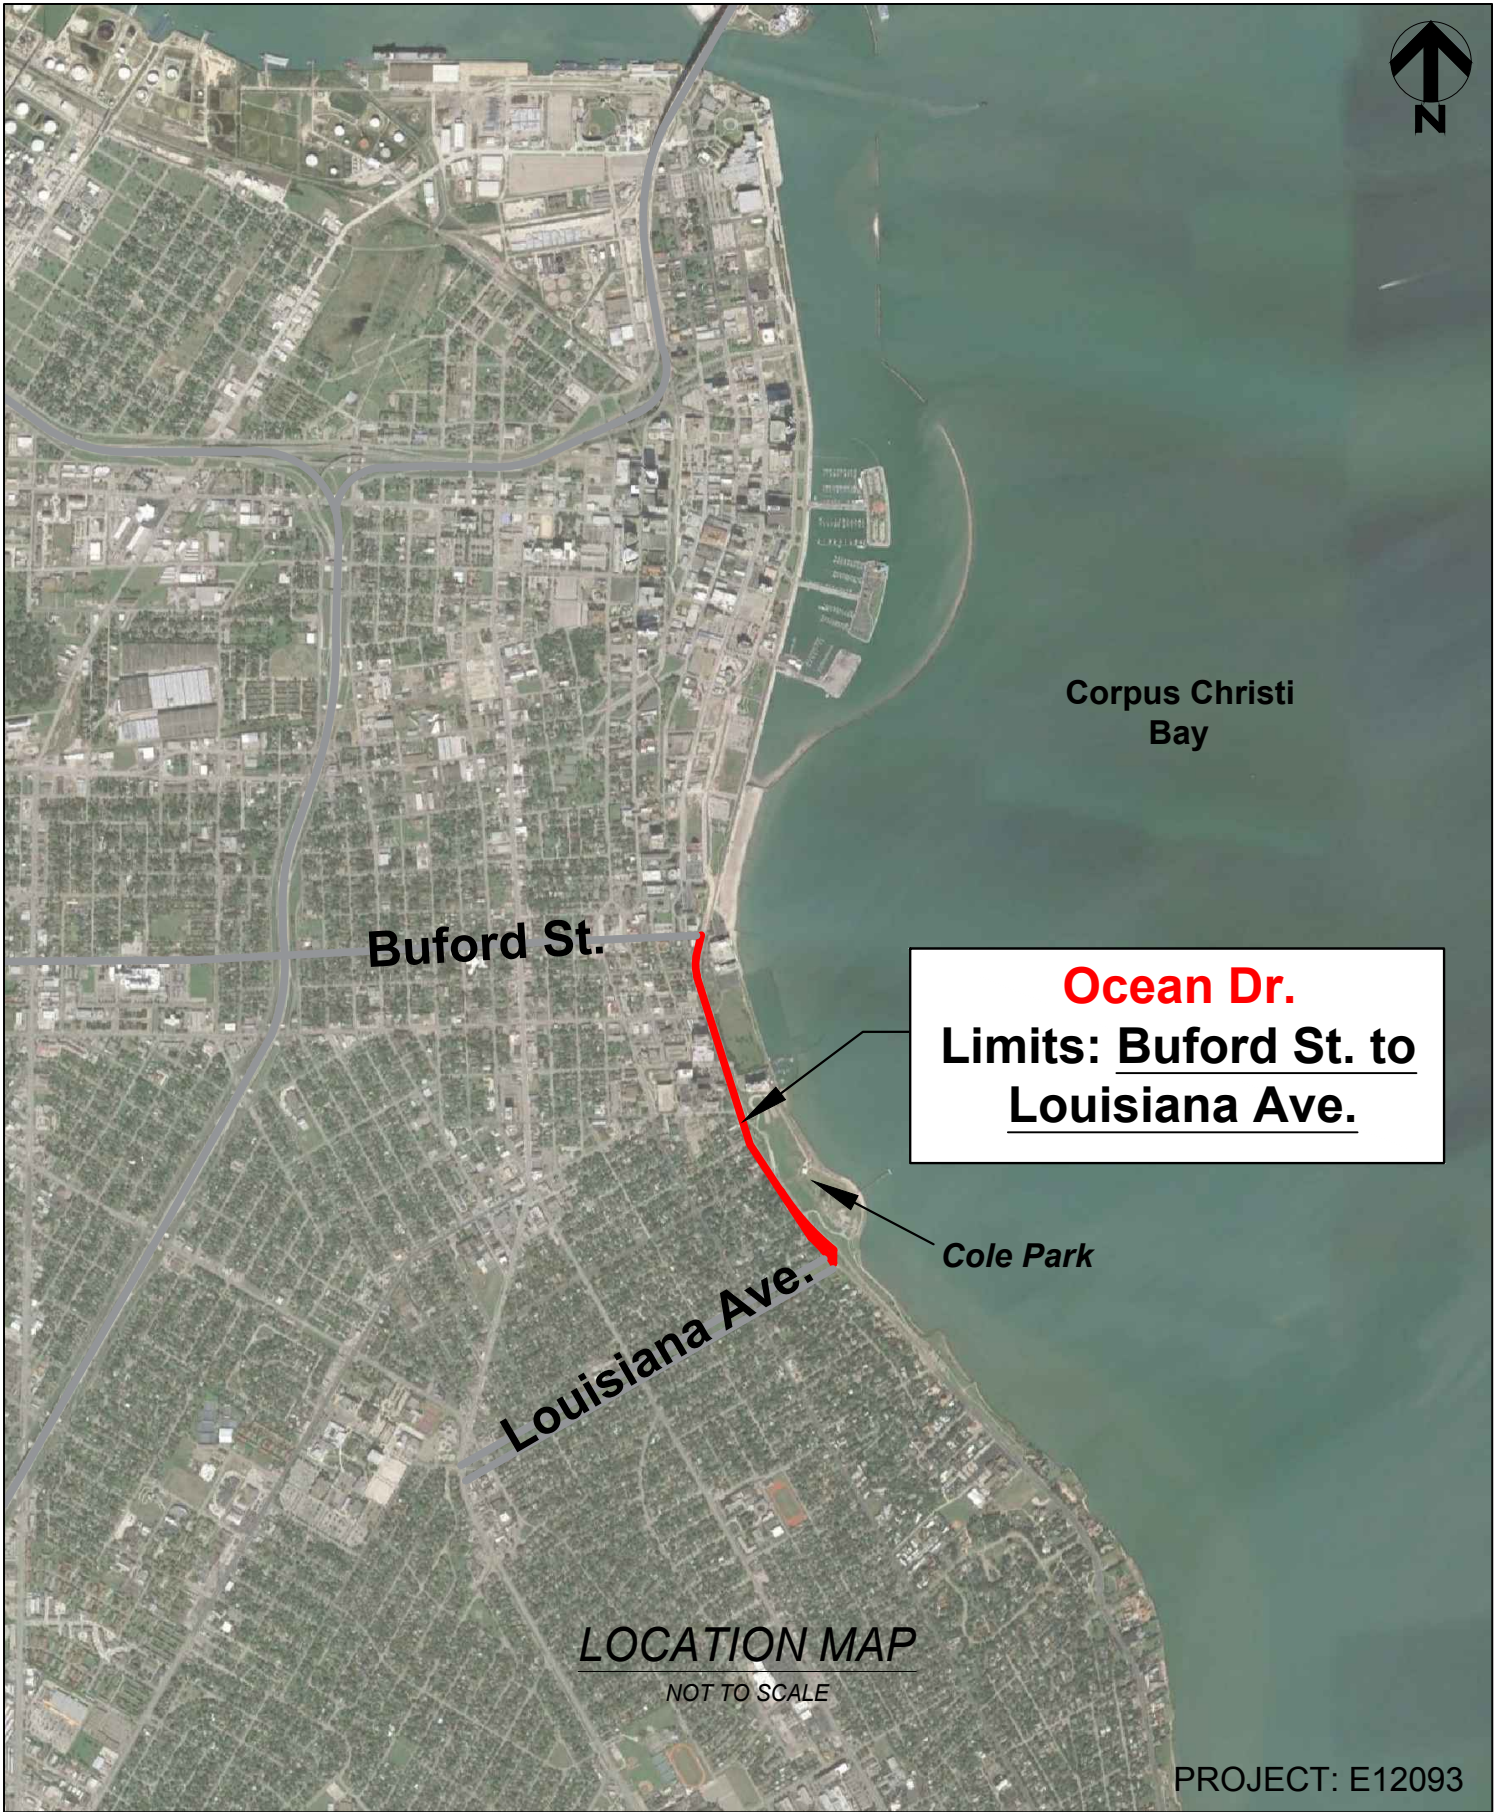 N
Corpus Christi
Bay
Buford St.
Ocean Dr.
Limits: Buford St. to
Louisiana Ave.
Cole Park
Louisiana Ave.
LOCATION MAP
NOT TO SCALE
PROJECT: E12093